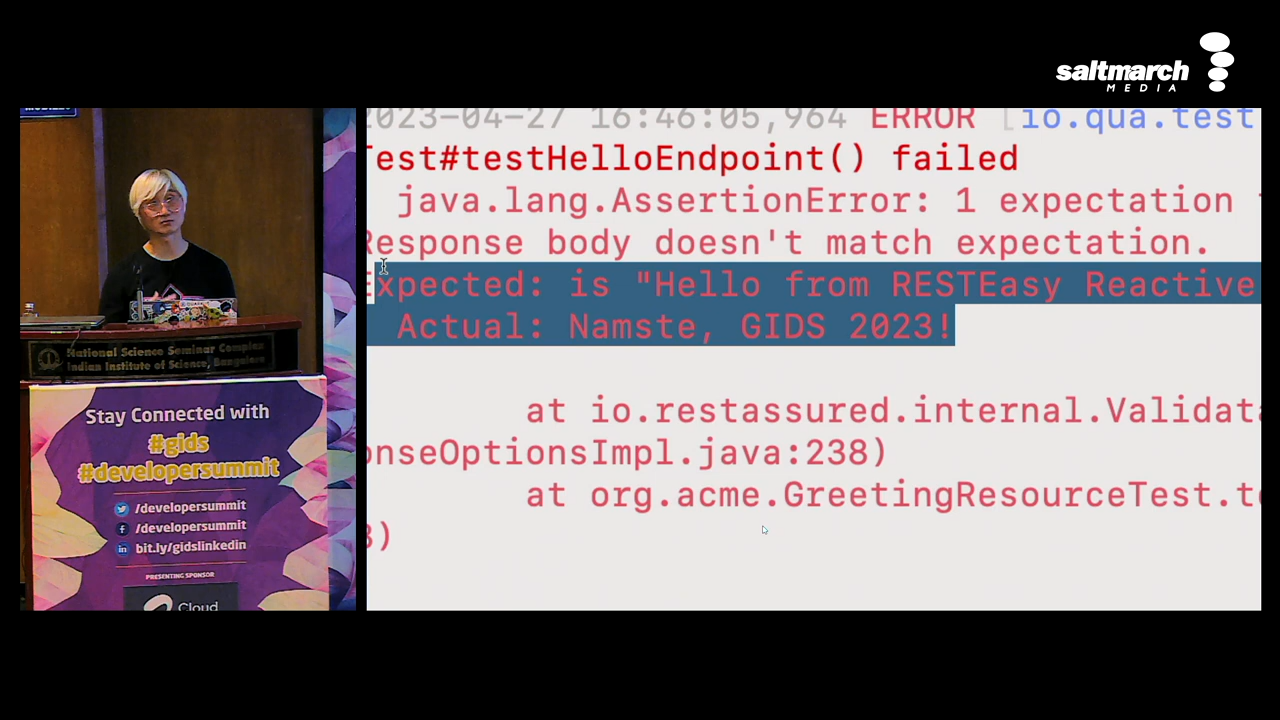 saltmarch
MEDIA
2023-04-27 16:46:05,964 ERROR [io.qua.test
Test#testHelloEndpoint() failed
java.lang.AssertionError: 1 expectation
Response body doesn't match expectation.
Expected: is "Hello from RESTEasy Reactive
Actual: Namste, GIDS 2023!
at io.restassured.internal.Valida
onseOptionsImpl.java:238)
at org.acme.GreetingResourceTest.t
8)
National Science Seminar Complex
Indian Institute of Science, Bangalore
Stay Connected with
#gids
#developersummit
/developersummit
/developersummit
bit.ly/gidslinkedin
PRESENTING SPONSOR
Cloud